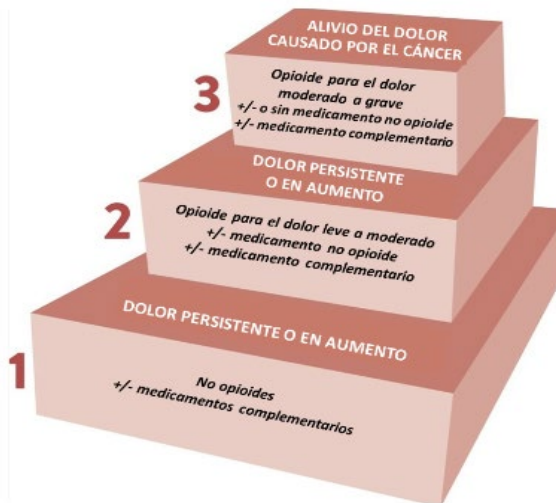 ALIVIO DEL DOLOR
CAUSADO POR EL CÁNCER
3
Opioide para el dolor
moderado a grave
+/- o sin medicamento no opioide
+/- medicamento complementario
DOLOR PERSISTENTE
O EN AUMENTO
2
Opioide para el dolor leve a moderado
+/- medicamento no opioide
+/- medicamento complementario
DOLOR PERSISTENTE O EN AUMENTO
1
No opioides
+/- medicamentos complementarios